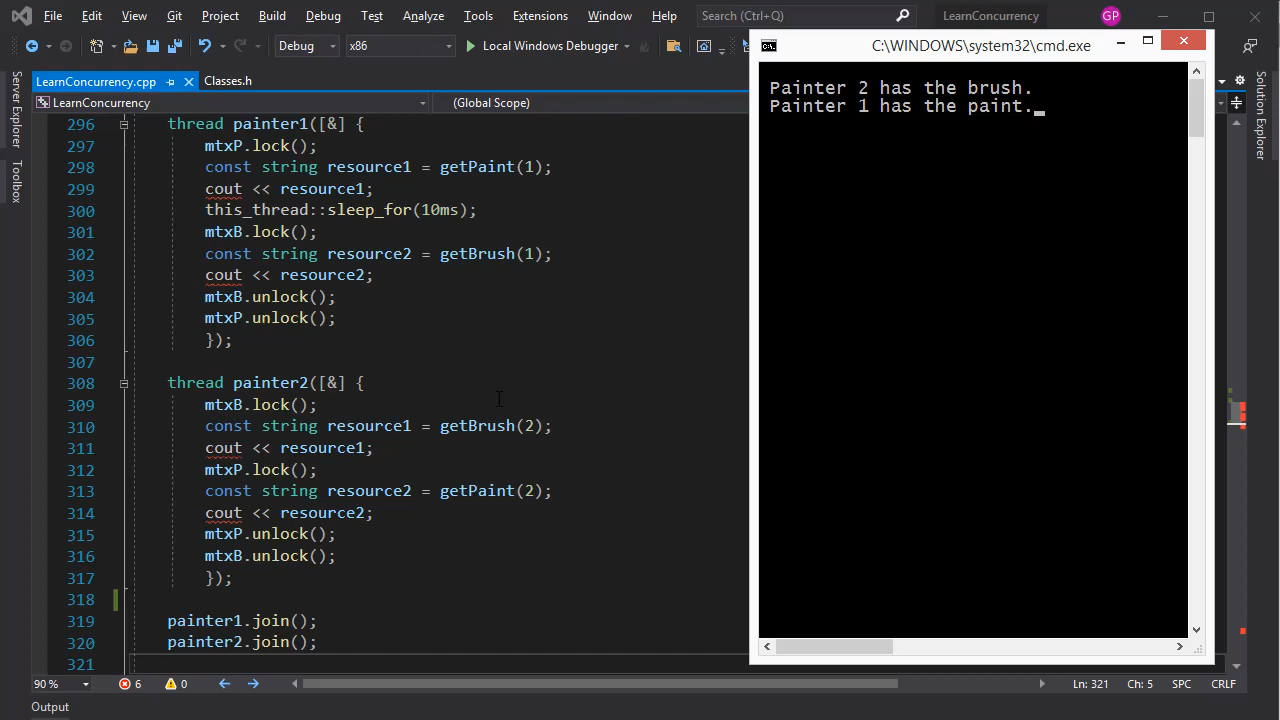 File Edit View Git Project Build Debug Test Analyze Tools Extensions Window Help Search (Ctrl+Q) LearnConcurrency GP
Debug x86 Local Windows Debugger
C:\WINDOWS\system32\cmd.exe
LearnConcurrency.cpp Classes.h
LearnConcurrency (Global Scope)
Server Explorer
Toolbox
Solution Explorer
296 thread painter1([&] {
297 mtxP.lock();
298 const string resource1 = getPaint(1);
299 cout << resource1;
300 this_thread::sleep_for(10ms);
301 mtxB.lock();
302 const string resource2 = getBrush(1);
303 cout << resource2;
304 mtxB.unlock();
305 mtxP.unlock();
306 });
307
308 thread painter2([&] {
309 mtxB.lock();
310 const string resource1 = getBrush(2);
311 cout << resource1;
312 mtxP.lock();
313 const string resource2 = getPaint(2);
314 cout << resource2;
315 mtxP.unlock();
316 mtxB.unlock();
317 });
318
319 painter1.join();
320 painter2.join();
321
Painter 2 has the brush.
Painter 1 has the paint.
90 % 6 0 Ln: 321 Ch: 5 SPC CRLF
Output